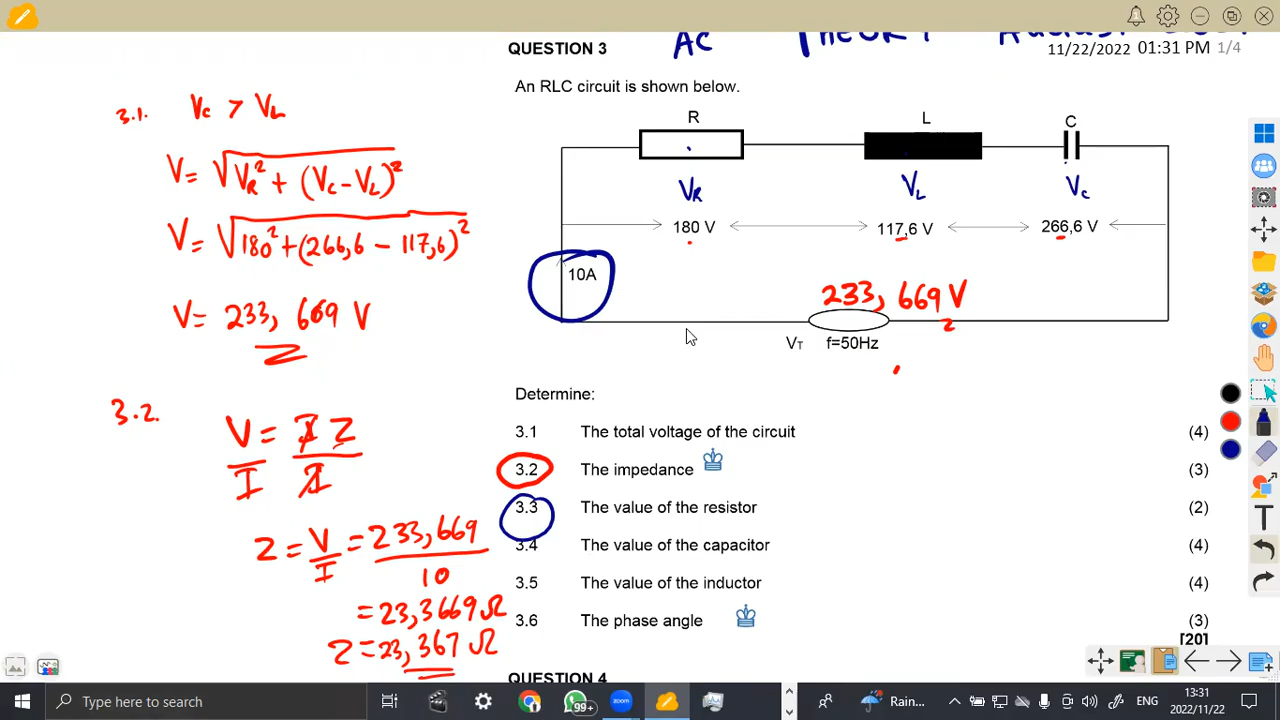 QUESTION 3
AC THEORY August
11/22/2022 01:31 PM 1/4
An RLC circuit is shown below.
R
L
C
VR
VL
VC
180 V
117,6 V
266,6 V
10A
233,669V
VT f=50Hz
Determine:
3.1 The total voltage of the circuit (4)
3.2 The impedance (3)
3.3 The value of the resistor (2)
3.4 The value of the capacitor (4)
3.5 The value of the inductor (4)
3.6 The phase angle (3)
[20]
QUESTION 4
3.1. Vc > VL
V= √VR² + (Vc – VL)²
V= √180² + (266,6 – 117,6)²
V= 233, 669 V
3.2.
V = I Z
I I
Z = V = 233,669
I 10
= 23,3669 Ω
Z = 23,367 Ω
T
Type here to search
99+
Rain...
ENG
13:31
2022/11/22